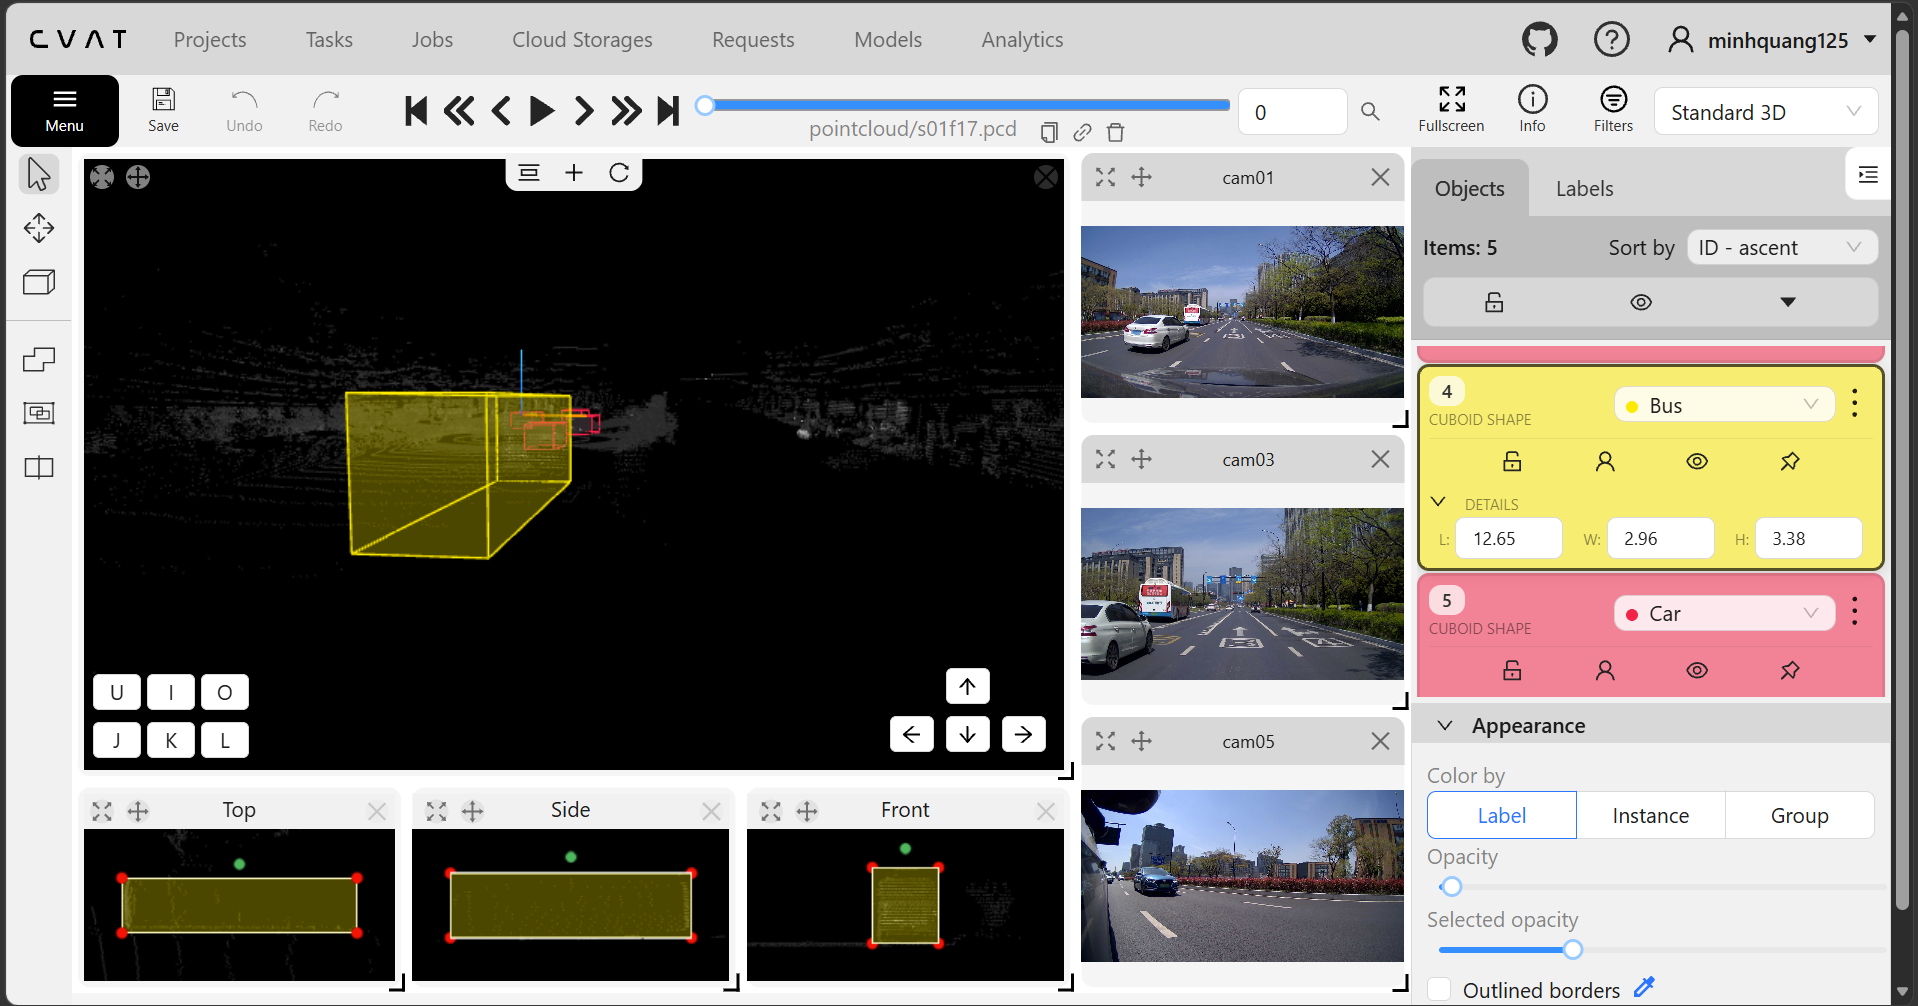 CVAT Projects Tasks Jobs Cloud Storages Requests Models Analytics minhquang125
Menu Save Undo Redo 0 Fullscreen Info Filters Standard 3D
pointcloud/s01f17.pcd
cam01
Objects Labels
Items: 5 Sort by ID - ascent
4 Bus
CUBOID SHAPE
cam03
DETAILS
L: 12.65 W: 2.96 H: 3.38
5 Car
CUBOID SHAPE
U I O
J K L
cam05
Appearance
Color by
Label Instance Group
Top Side Front
Opacity
Selected opacity
Outlined borders